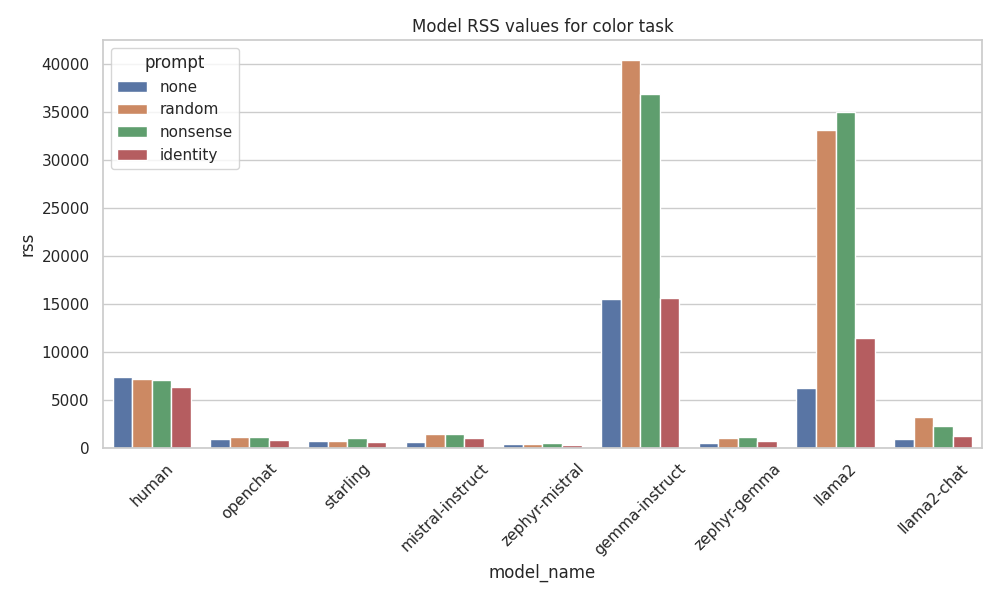 Model RSS values for color task
prompt
none
random
nonsense
identity
40000
35000
30000
25000
20000
15000
10000
5000
0
rss
human
openchat
starling
mistral-instruct
zephyr-mistral
gemma-instruct
zephyr-gemma
llama2
llama2-chat
model_name